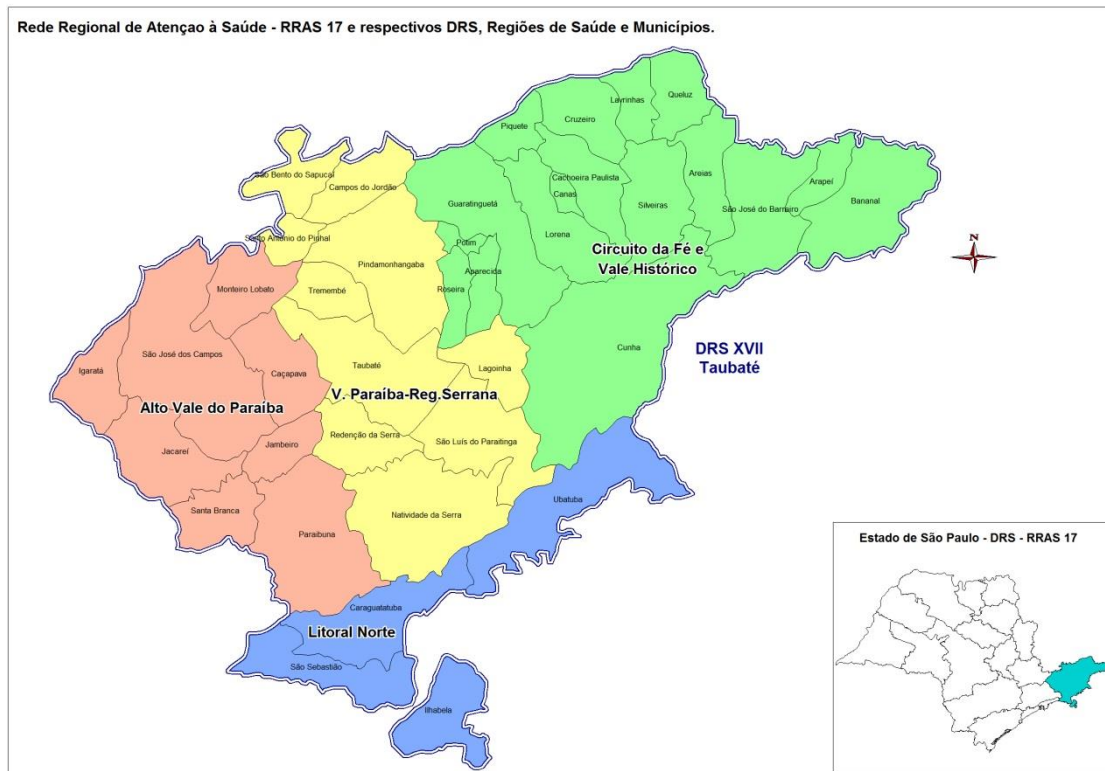 Rede Regional de Atençao à Saúde - RRAS 17 e respectivos DRS, Regiões de Saúde e Municípios.
Lavrinhas
Queluz
Piquete
Cruzeiro
São Bento do Sapucaí
Campos do Jordão
Cachoeira Paulista
Canas
Areias
Arapeí
Bananal
Guaratinguetá
Silveiras
São José do Barreiro
Lorena
Santo Antônio do Pinhal
Potim
Circuito da Fé e
Vale Histórico
N
Pindamonhangaba
Aparecida
Monteiro Lobato
Tremembé
Roseira
Cunha
DRS XVII
Taubaté
São José dos Campos
Igaratá
Caçapava
Taubaté
Lagoinha
V. Paraíba-Reg.Serrana
Alto Vale do Paraíba
Redenção da Serra
São Luís do Paraitinga
Jacareí
Jambeiro
Ubatuba
Santa Branca
Natividade da Serra
Paraibuna
Caraguatatuba
Litoral Norte
São Sebastião
Ilhabela
Estado de São Paulo - DRS - RRAS 17